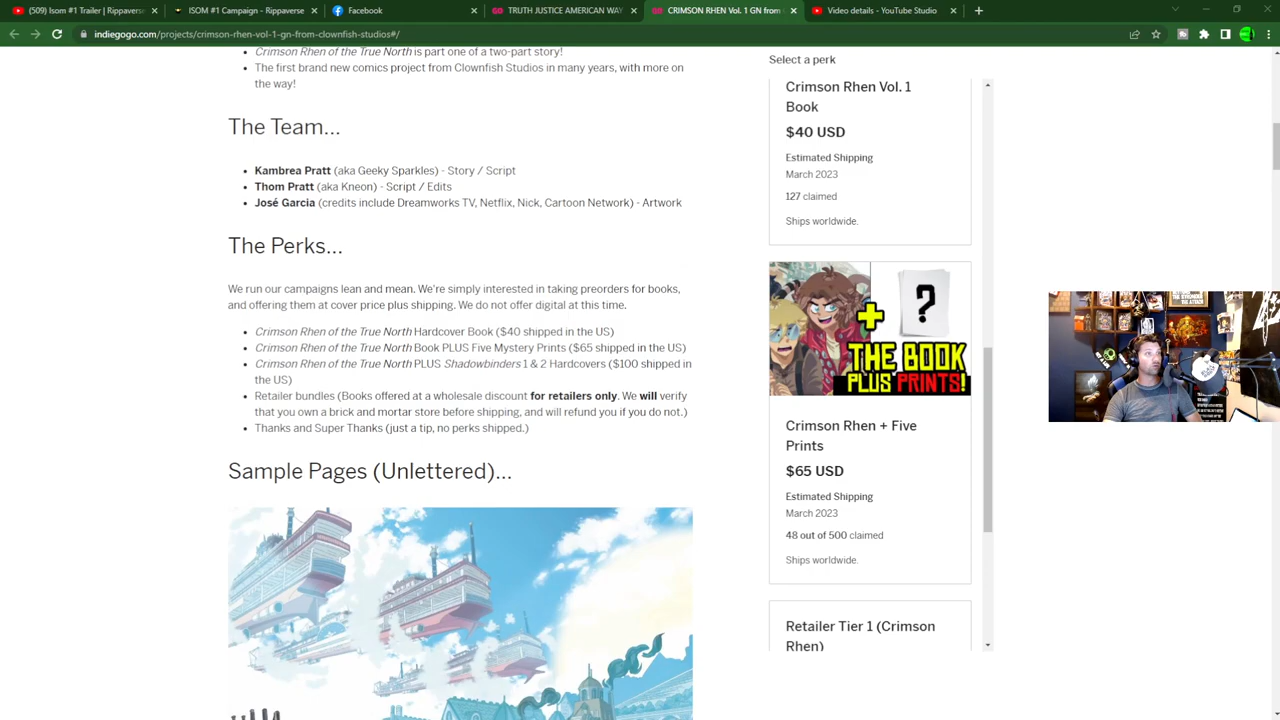 (509) Isom #1 Trailer | Rippaverse
ISOM #1 Campaign - Rippaverse
Facebook
TRUTH JUSTICE AMERICAN WAY
CRIMSON RHEN Vol. 1 GN from
Video details - YouTube Studio
indiegogo.com/projects/crimson-rhen-vol-1-gn-from-clownfish-studios#/
Crimson Rhen of the True North is part one of a two-part story!
The first brand new comics project from Clownfish Studios in many years, with more on
the way!
The Team...
Kambrea Pratt (aka Geeky Sparkles) - Story / Script
Thom Pratt (aka Kneon) - Script / Edits
José Garcia (credits include Dreamworks TV, Netflix, Nick, Cartoon Network) - Artwork
The Perks...
We run our campaigns lean and mean. We're simply interested in taking preorders for books,
and offering them at cover price plus shipping. We do not offer digital at this time.
Crimson Rhen of the True North Hardcover Book ($40 shipped in the US)
Crimson Rhen of the True North Book PLUS Five Mystery Prints ($65 shipped in the US)
Crimson Rhen of the True North PLUS Shadowbinders 1 & 2 Hardcovers ($100 shipped in
the US)
Retailer bundles (Books offered at a wholesale discount for retailers only. We will verify
that you own a brick and mortar store before shipping, and will refund you if you do not.)
Thanks and Super Thanks (just a tip, no perks shipped.)
Sample Pages (Unlettered)...
Select a perk
Crimson Rhen Vol. 1
Book
$40 USD
Estimated Shipping
March 2023
127 claimed
Ships worldwide.
+
?
THE BOOK
PLUS PRINTS!
Crimson Rhen + Five
Prints
$65 USD
Estimated Shipping
March 2023
48 out of 500 claimed
Ships worldwide.
Retailer Tier 1 (Crimson
Rhen)